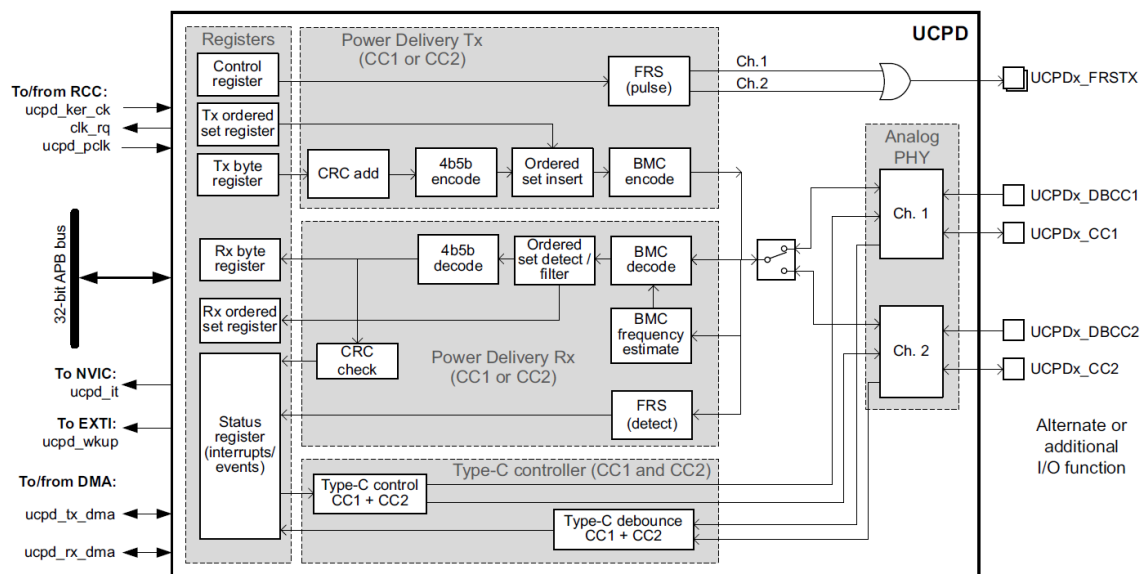 UCPD
Registers
Power Delivery Tx
(CC1 or CC2)
Control
register
FRS
(pulse)
Ch.1
Ch.2
UCPDx_FRSTX
To/from RCC:
ucpd_ker_ck
clk_rq
ucpd_pclk
Tx ordered
set register
Tx byte
register
CRC add
4b5b
encode
Ordered
set insert
BMC
encode
Analog
PHY
Ch. 1
UCPDx_DBCC1
UCPDx_CC1
32-bit APB bus
Rx byte
register
4b5b
decode
Ordered
set detect /
filter
BMC
decode
Rx ordered
set register
BMC
frequency
estimate
CRC
check
Power Delivery Rx
(CC1 or CC2)
Ch. 2
UCPDx_DBCC2
UCPDx_CC2
To NVIC:
ucpd_it
To EXTI:
ucpd_wkup
Status
register
(interrupts/
events)
FRS
(detect)
Alternate or
additional
I/O function
Type-C controller (CC1 and CC2)
To/from DMA:
ucpd_tx_dma
ucpd_rx_dma
Type-C control
CC1 + CC2
Type-C debounce
CC1 + CC2